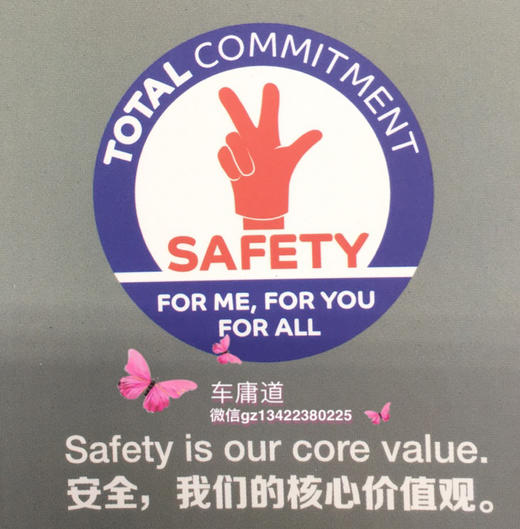 TOTAL COMMITMENT
SAFETY
FOR ME, FOR YOU
FOR ALL
车庸道
微信gz13422380225
Safety is our core value.
安全，我们的核心价值观。